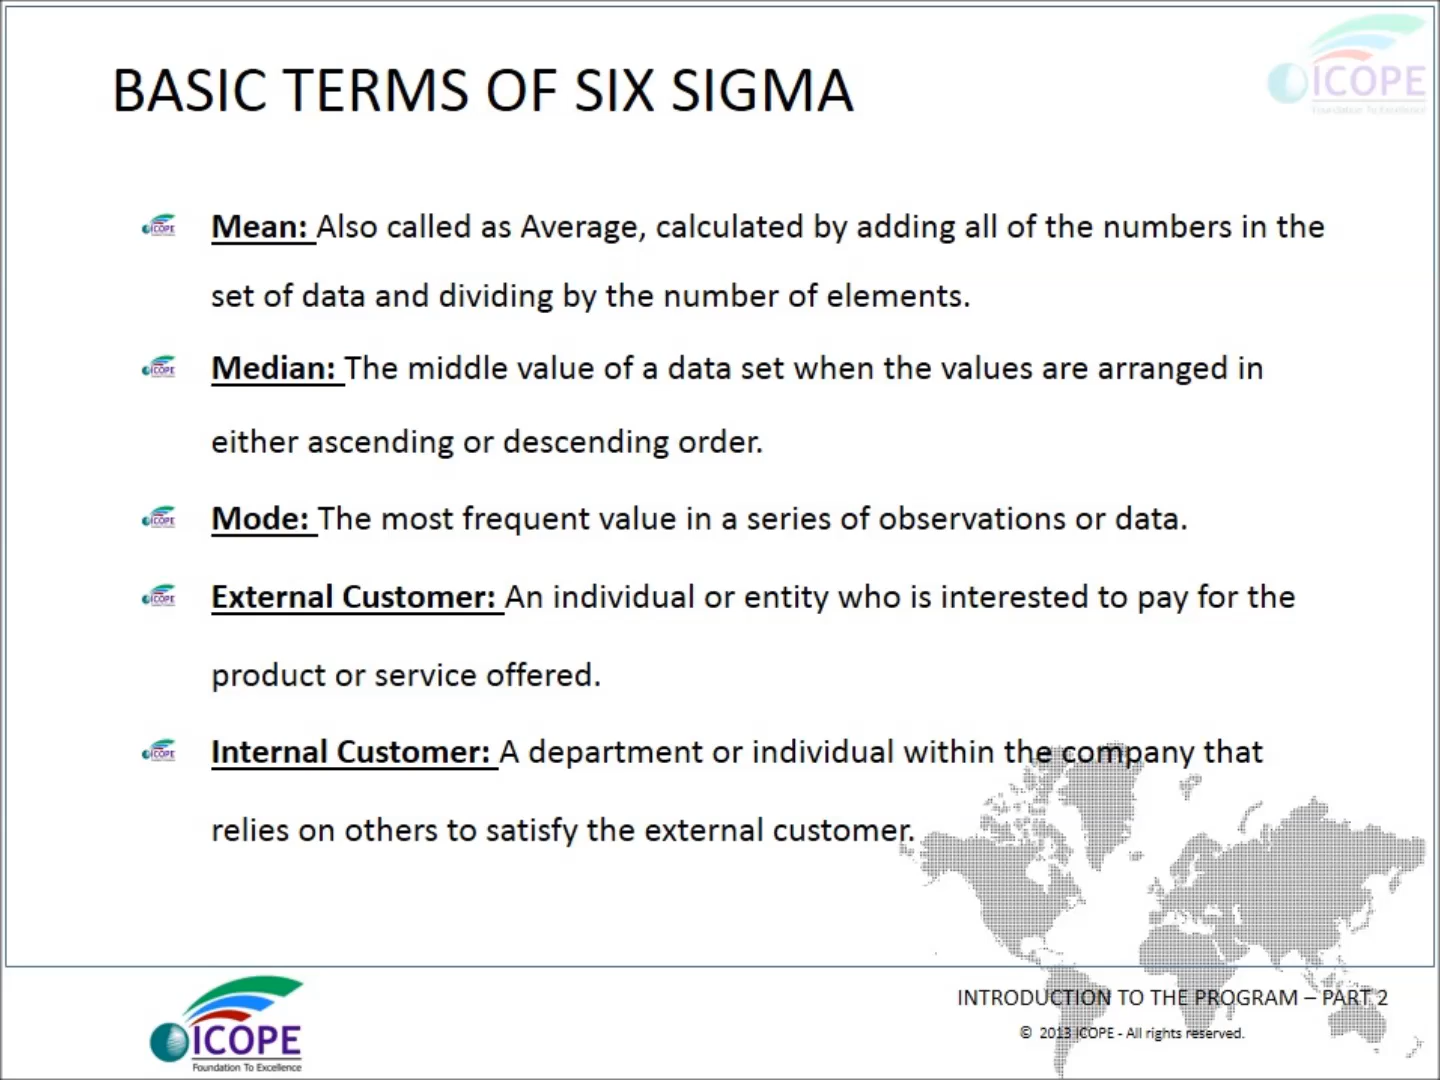 BASIC TERMS OF SIX SIGMA
ICOPE
Foundation To Excellence
Mean: Also called as Average, calculated by adding all of the numbers in the
set of data and dividing by the number of elements.
Median: The middle value of a data set when the values are arranged in
either ascending or descending order.
Mode: The most frequent value in a series of observations or data.
External Customer: An individual or entity who is interested to pay for the
product or service offered.
Internal Customer: A department or individual within the company that
relies on others to satisfy the external customer.
ICOPE
Foundation To Excellence
INTRODUCTION TO THE PROGRAM – PART 2
© 2013 ICOPE - All rights reserved.